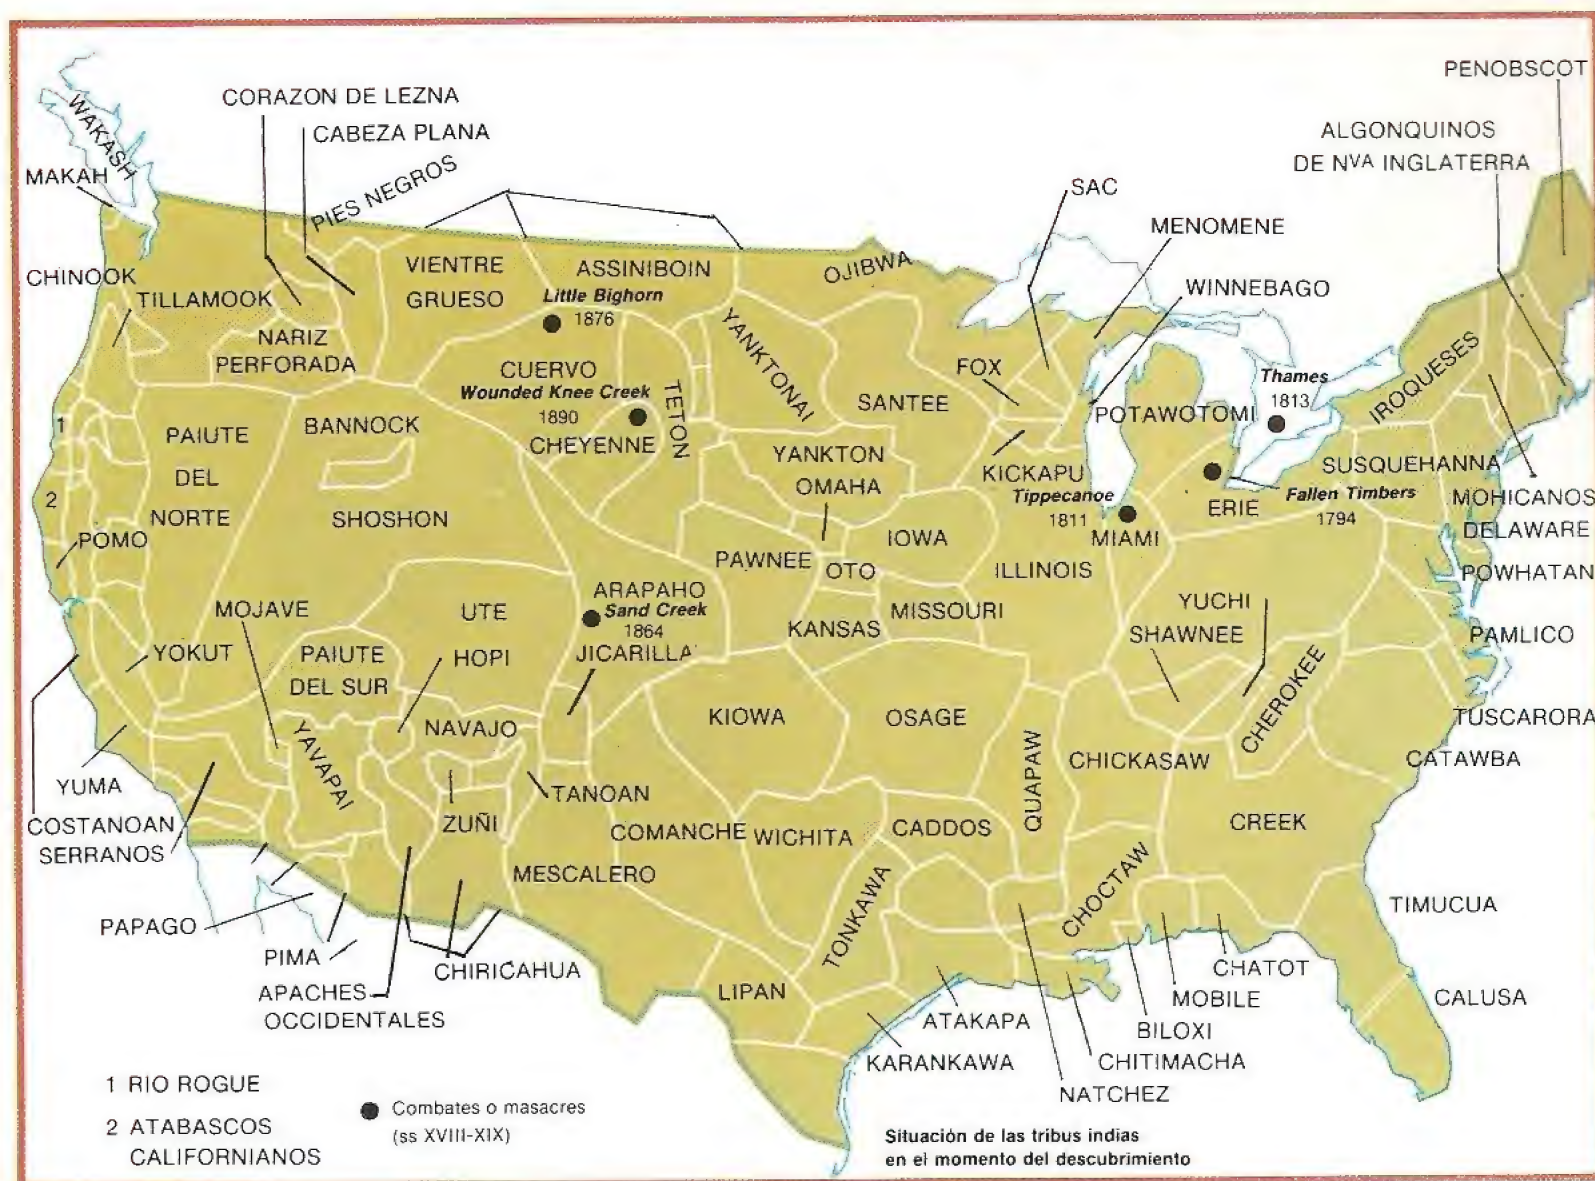 PENOBSCOT
CORAZON DE LEZNA
CABEZA PLANA
ALGONQUINOS
DE NVA INGLATERRA
WAKASH
MAKAH
PIES NEGROS
SAC
MENOMENE
CHINOOK
TILLAMOOK
VIENTRE
GRUESO
ASSINIBOIN
OJIBWA
WINNEBAGO
Little Bighorn
1876
NARIZ
PERFORADA
YANKTONAI
CUERVO
FOX
IROQUESES
Thames
1813
Wounded Knee Creek
1890
TETON
SANTEE
POTAWOTOMI
1
PAIUTE
DEL
NORTE
BANNOCK
CHEYENNE
YANKTON
OMAHA
KICKAPU
SUSQUEHANNA
2
Tippecanoe
1811
ERIE
Fallen Timbers
1794
MOHICANOS
SHOSHON
DELAWARE
POMO
PAWNEE
IOWA
MIAMI
OTO
ILLINOIS
POWHATAN
MOJAVE
UTE
ARAPAHO
Sand Creek
1864
MISSOURI
YUCHI
KANSAS
SHAWNEE
PAMLICO
YOKUT
PAIUTE
DEL SUR
HOPI
JICARILLA
CHEROKEE
KIOWA
OSAGE
TUSCARORA
NAVAJO
YAVAPAI
QUAPAW
CHICKASAW
CATAWBA
YUMA
TANOAN
COSTANOAN
SERRANOS
ZUÑI
COMANCHE
WICHITA
CADDOS
CREEK
MESCALERO
TONKAWA
CHOCTAW
TIMUCUA
PAPAGO
PIMA
CHIRICAHUA
APACHES
OCCIDENTALES
LIPAN
CHATOT
MOBILE
CALUSA
ATAKAPA
BILOXI
KARANKAWA
CHITIMACHA
NATCHEZ
1 RIO ROGUE
2 ATABASCOS
CALIFORNIANOS
Combates o masacres
(ss XVIII-XIX)
Situación de las tribus indias
en el momento del descubrimiento